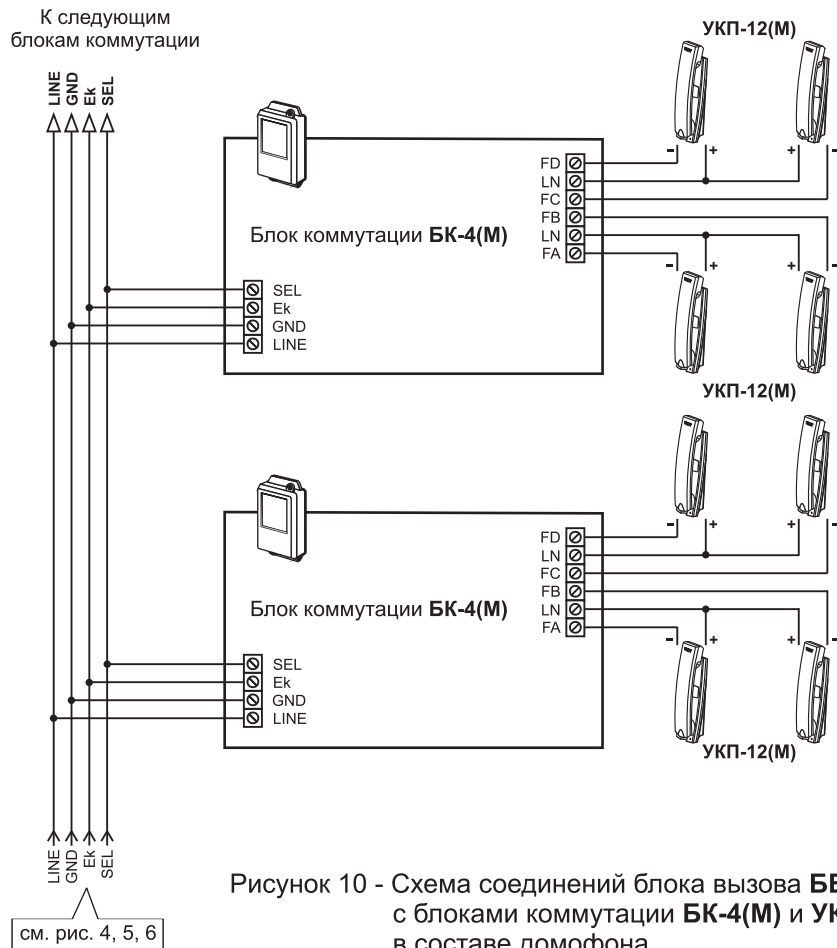 К следующим
блокам коммутации
LINE
GND
Ek
SEL
УКП-12(М)
- + + -
FD
LN
FC
FB
LN
FA
Блок коммутации БК-4(М)
SEL
Ek
GND
LINE
- + + -
УКП-12(М)
- + + -
FD
LN
FC
FB
LN
FA
Блок коммутации БК-4(М)
SEL
Ek
GND
LINE
- + + -
УКП-12(М)
LINE
GND
Ek
SEL
см. рис. 4, 5, 6
Рисунок 10 - Схема соединений блока вызова
с блоками коммутации БК-4(М) и
в составе домофона